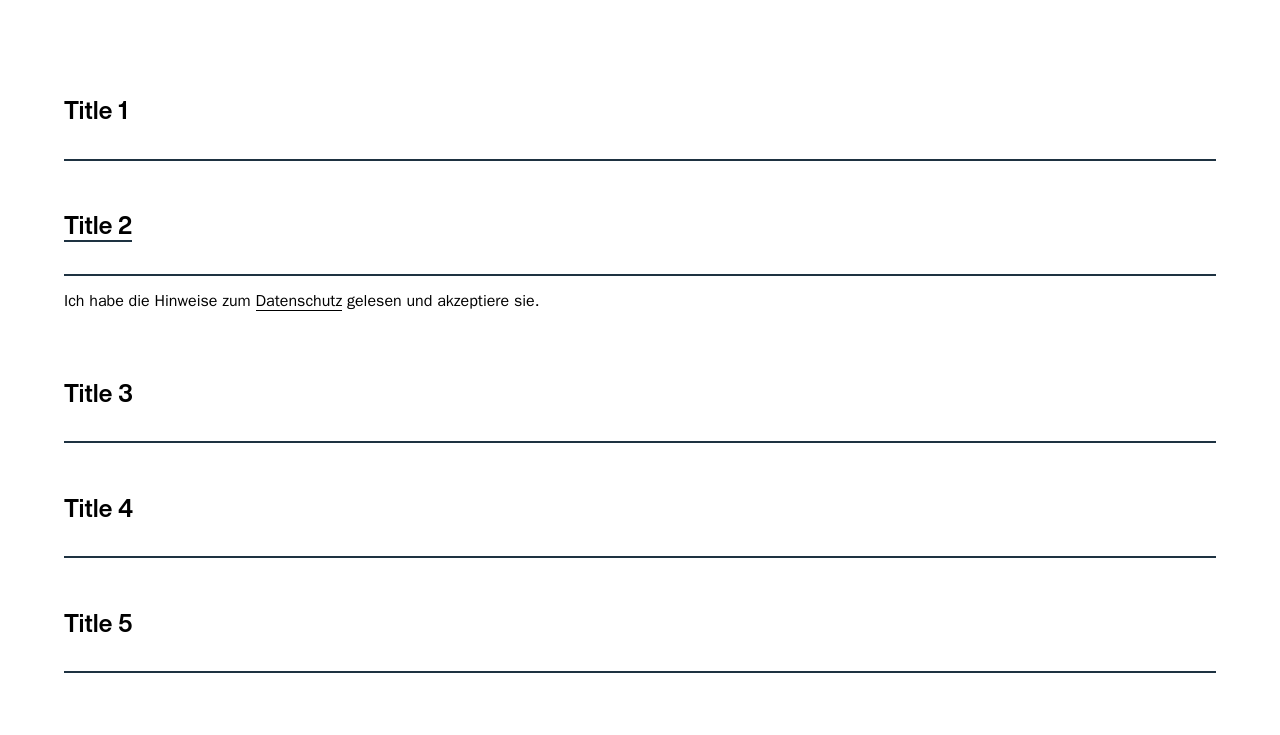 Title 1
Title 2
Ich habe die Hinweise zum Datenschutz gelesen und akzeptiere sie.
Title 3
Title 4
Title 5